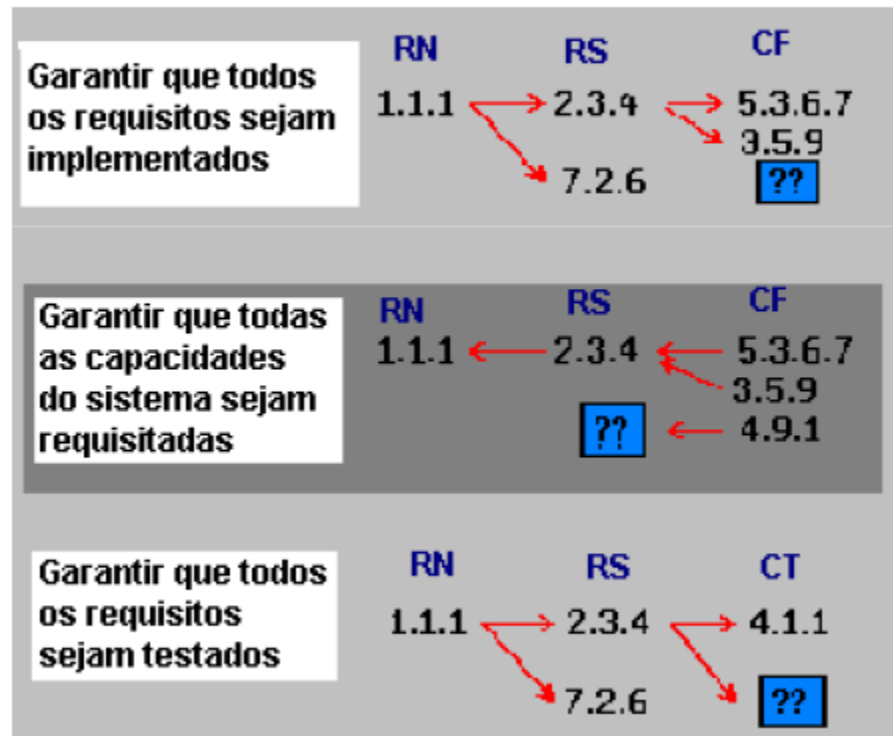 Garantir que todos
os requisitos sejam
implementados
RN RS CF
1.1.1 2.3.4 5.3.6.7
3.5.9
7.2.6 ??
Garantir que todas
as capacidades
do sistema sejam
requisitadas
RN RS CF
1.1.1 2.3.4 5.3.6.7
3.5.9
?? 4.9.1
Garantir que todos
os requisitos
sejam testados
RN RS CT
1.1.1 2.3.4 4.1.1
7.2.6 ??